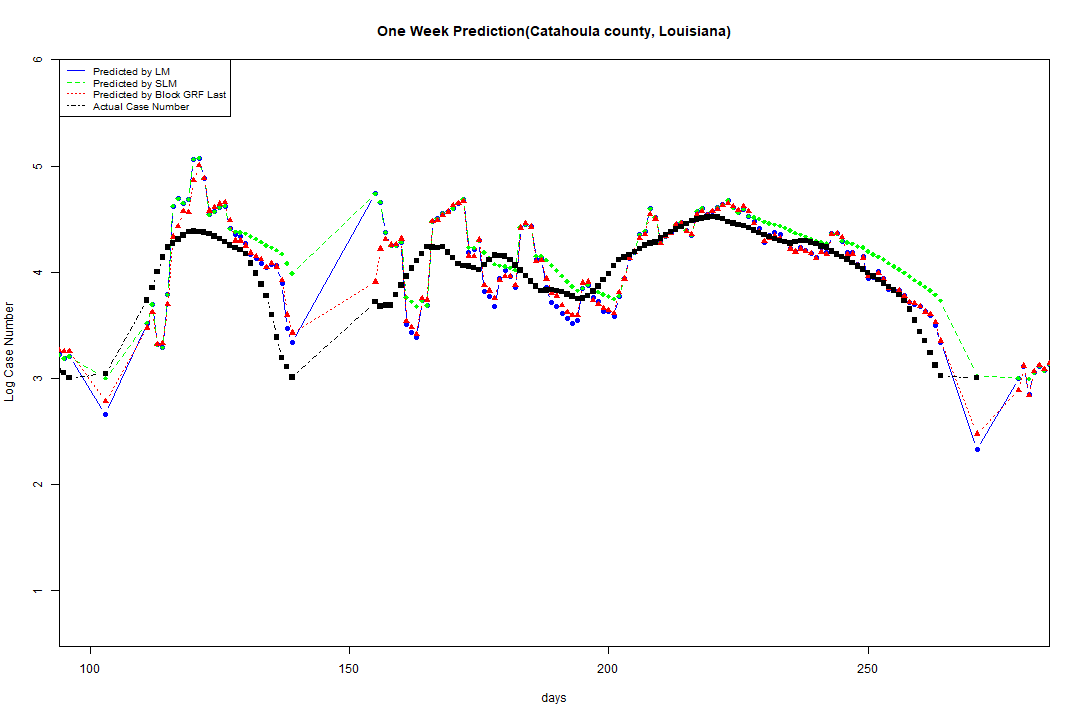 One Week Prediction(Catahoula county, Louisiana)
Predicted by LM
Predicted by SLM
Predicted by Block GRF Last
Actual Case Number
6
5
4
3
2
1
Log Case Number
100
150
200
250
days